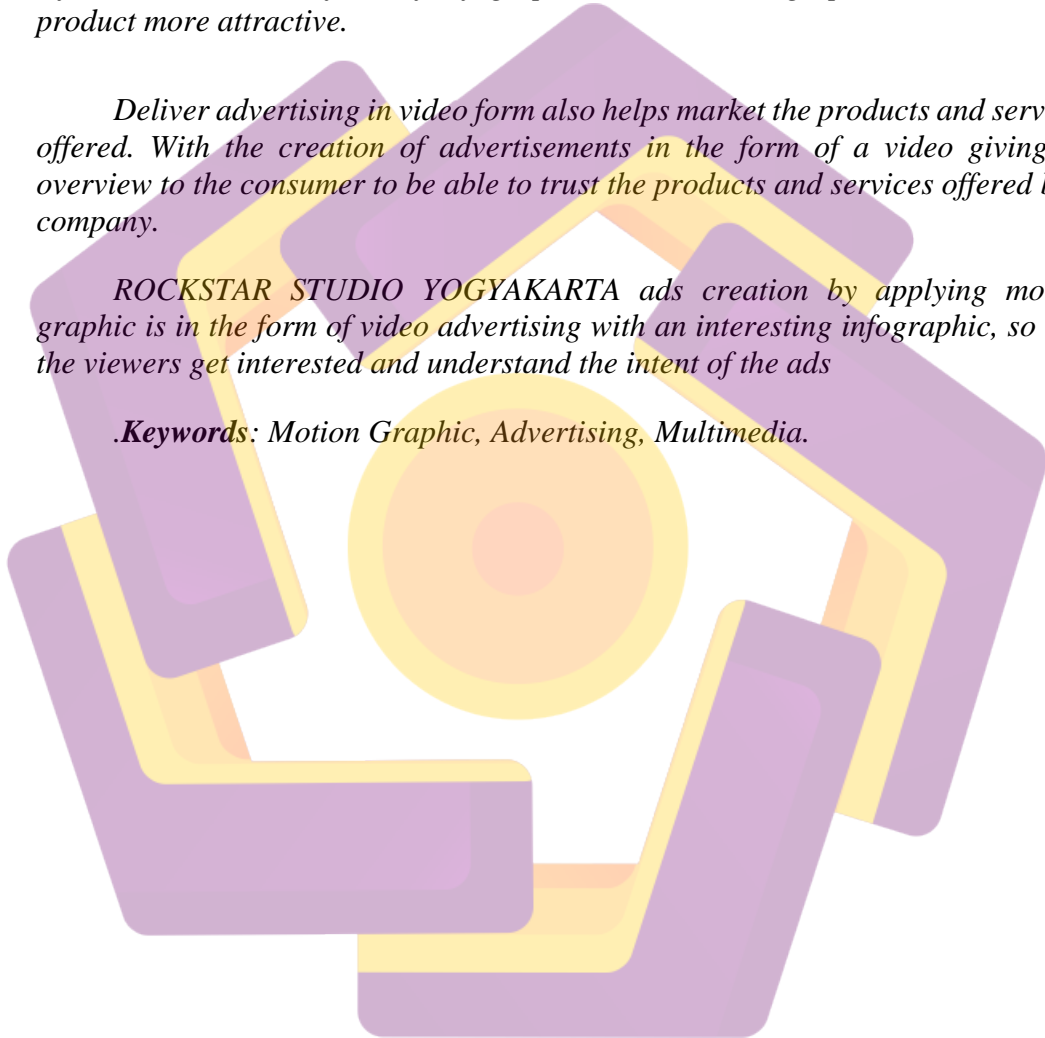 product more attractive.
Deliver advertising in video form also helps market the products and serv
offered. With the creation of advertisements in the form of a video giving
overview to the consumer to be able to trust the products and services offered
company.
ROCKSTAR STUDIO YOGYAKARTA ads creation by applying mo
graphic is in the form of video advertising with an interesting infographic, so
the viewers get interested and understand the intent of the ads
.Keywords: Motion Graphic, Advertising, Multimedia.